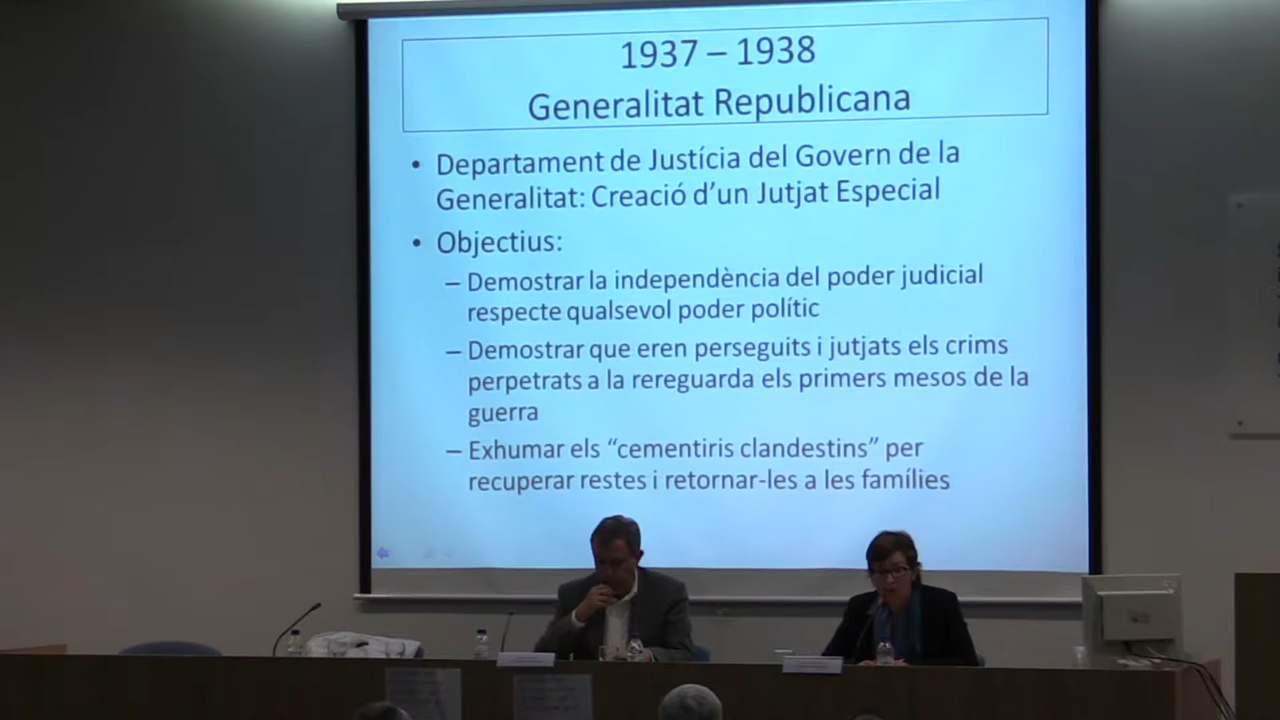 1937 – 1938
Generalitat Republicana
• Departament de Justícia del Govern de la
Generalitat: Creació d’un Jutjat Especial
• Objectius:
– Demostrar la independència del poder judicial
respecte qualsevol poder polític
– Demostrar que eren perseguits i jutjats els crims
perpetrats a la rereguarda els primers mesos de la
guerra
– Exhumar els “cementiris clandestins” per
recuperar restes i retornar-les a les famílies